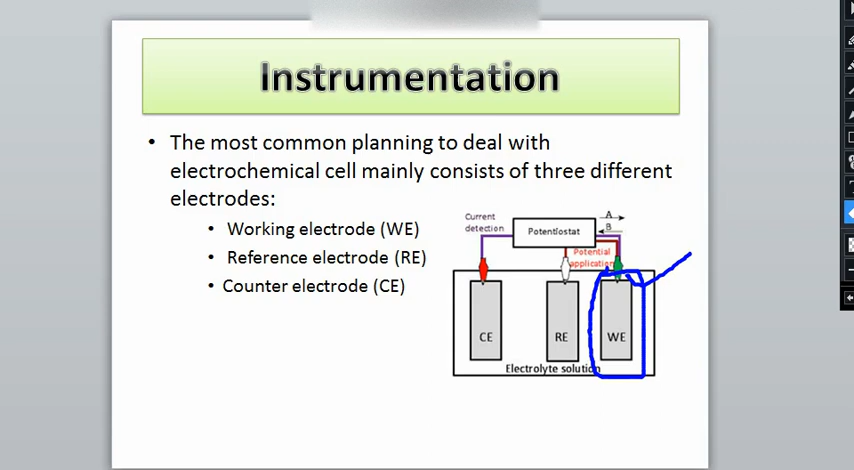 Instrumentation
• The most common planning to deal with
electrochemical cell mainly consists of three different
electrodes:
• Working electrode (WE)
• Reference electrode (RE)
• Counter electrode (CE)
Current
detection
Potentiostat
A
B
Potential
application
CE
RE
WE
Electrolyte solution